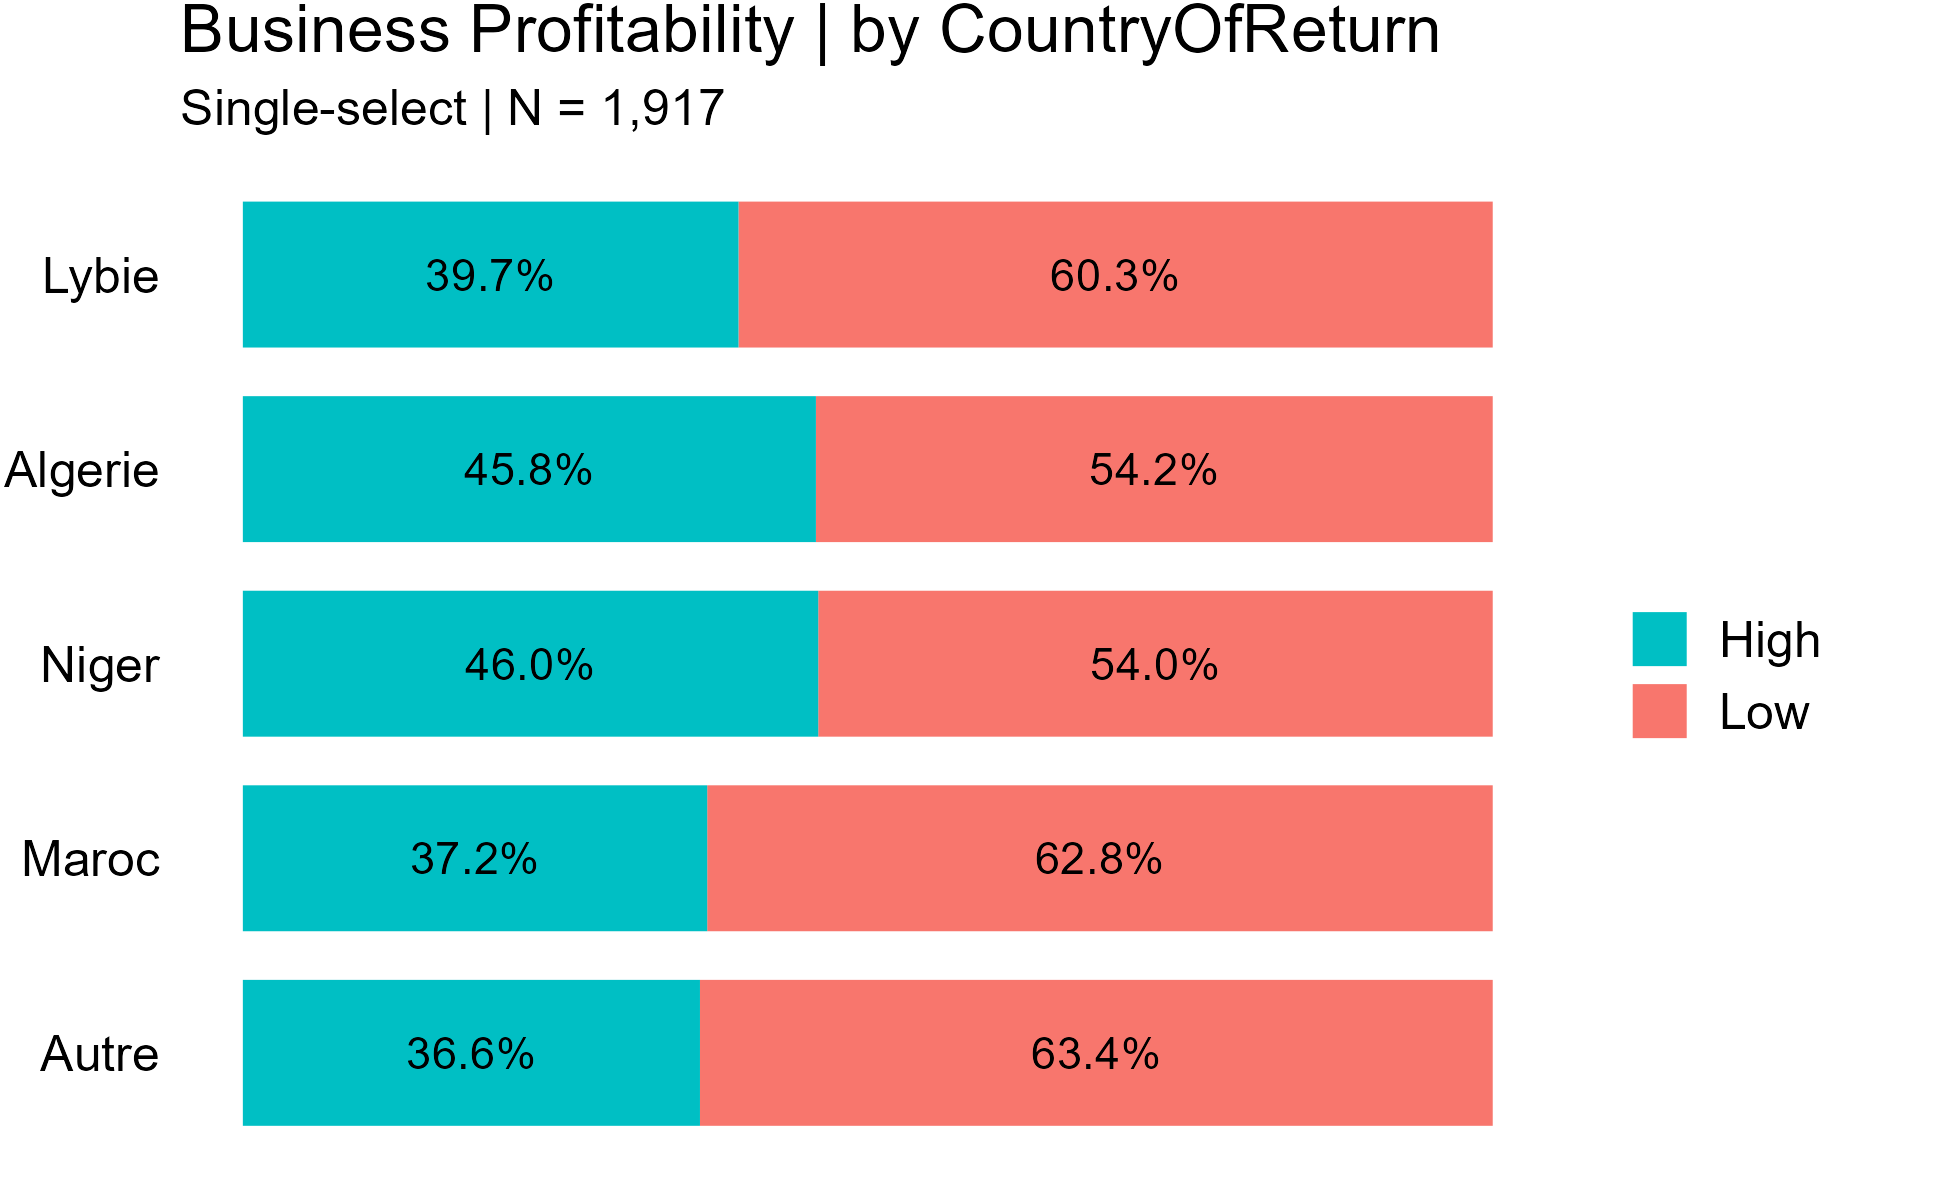 Business Profitability | by CountryOfReturn
Single-select | N = 1,917
Lybie 39.7% 60.3%
Algerie 45.8% 54.2%
Niger 46.0% 54.0%
Maroc 37.2% 62.8%
Autre 36.6% 63.4%
High
Low